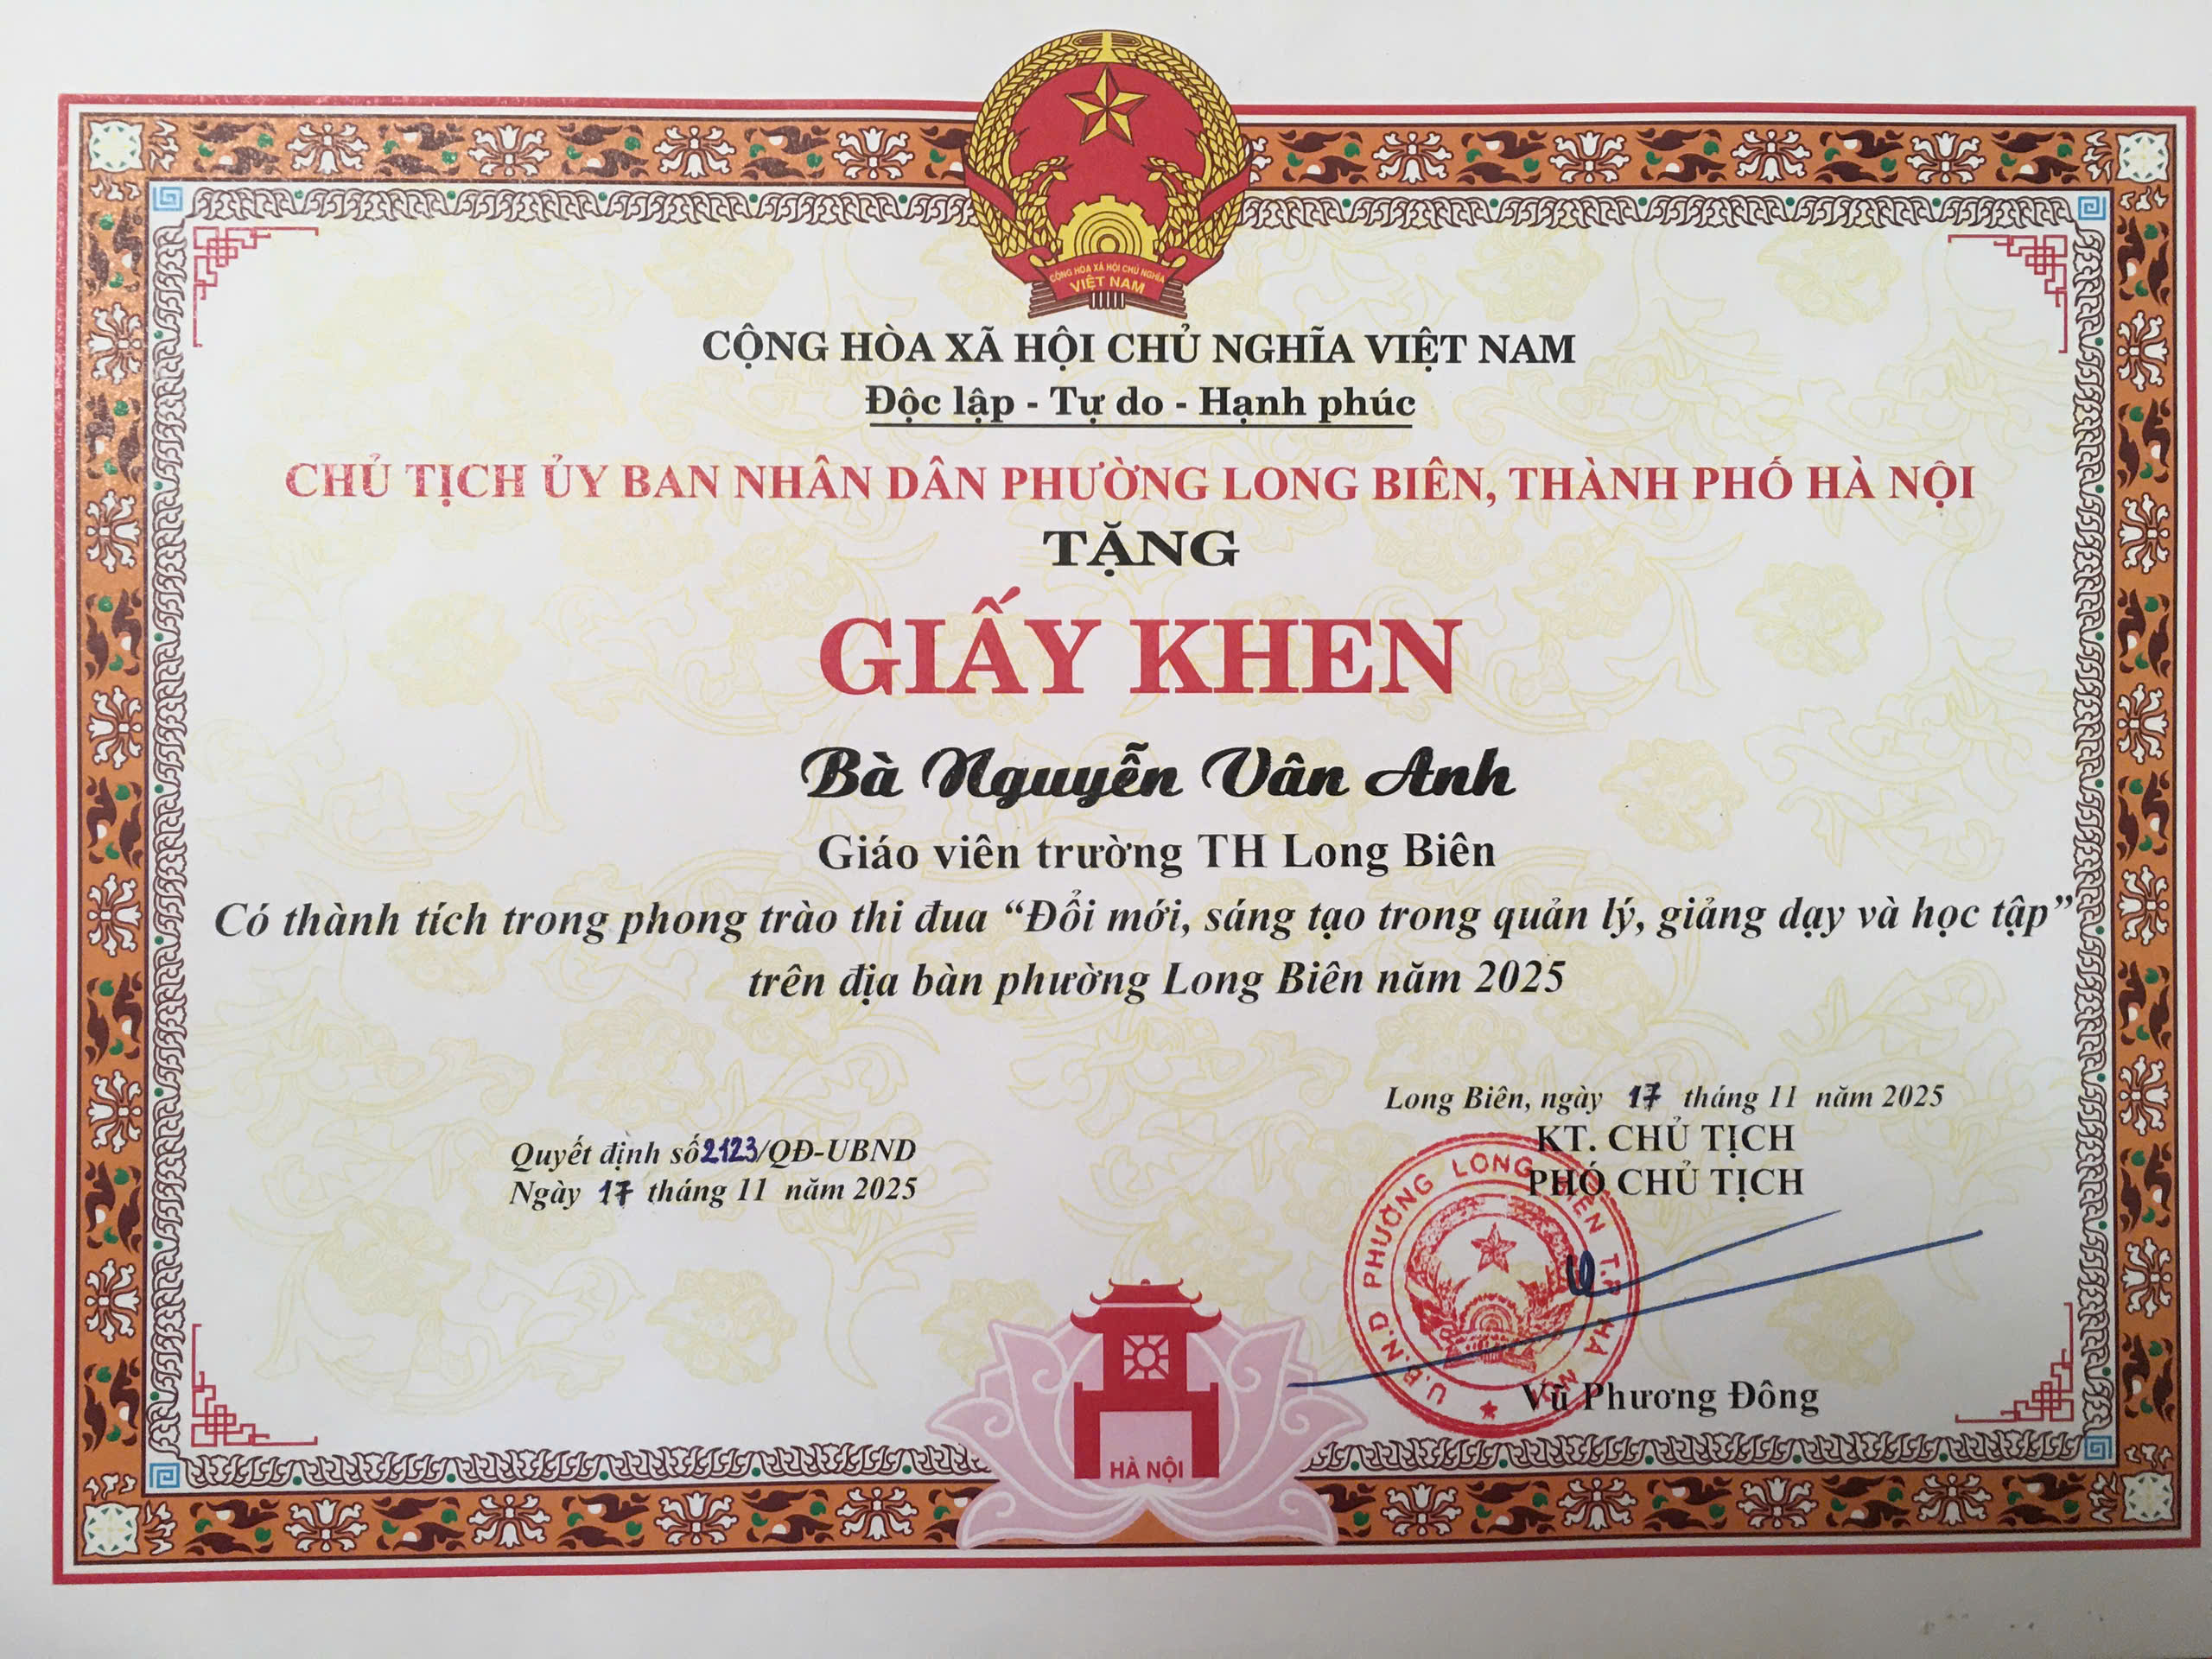 CỘNG HÒA XÃ HỘI CHỦ NGHĨA
VIỆT NAM
CỘNG HÒA XÃ HỘI CHỦ NGHĨA VIỆT NAM
Độc lập - Tự do - Hạnh phúc
CHỦ TỊCH ỦY BAN NHÂN DÂN PHƯỜNG LONG BIÊN, THÀNH PHỐ HÀ NỘI
TẶNG
GIẤY KHEN
Bà Nguyễn Vân Anh
Giáo viên trường TH Long Biên
Có thành tích trong phong trào thi đua “Đổi mới, sáng tạo trong quản lý, giảng dạy và học tập”
trên địa bàn phường Long Biên năm 2025
Quyết định số 2123/QĐ-UBND
Ngày 17 tháng 11 năm 2025
Long Biên, ngày 17 tháng 11 năm 2025
KT. CHỦ TỊCH
PHÓ CHỦ TỊCH
U.B.N.D PHƯỜNG LONG BIÊN T.P HÀ NỘI
Vũ Phương Đông
HÀ NỘI